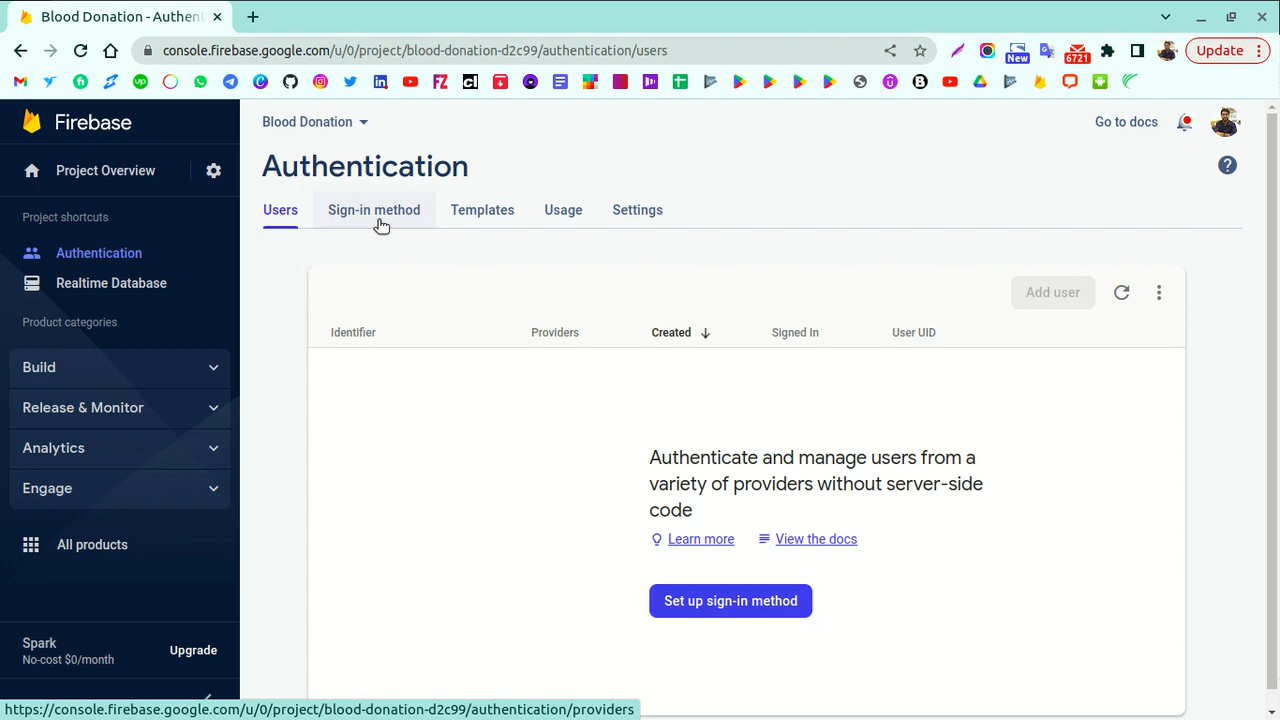 Blood Donation - Authent
console.firebase.google.com/u/0/project/blood-donation-d2c99/authentication/users
Update
New
6721
Firebase
Blood Donation
Go to docs
Project Overview
Authentication
Project shortcuts
Users
Sign-in method
Templates
Usage
Settings
Authentication
Realtime Database
Product categories
Add user
Identifier
Providers
Created
Signed In
User UID
Build
Release & Monitor
Analytics
Engage
All products
Authenticate and manage users from a
variety of providers without server-side
code
Learn more
View the docs
Set up sign-in method
Spark
No-cost $0/month
Upgrade
https://console.firebase.google.com/u/0/project/blood-donation-d2c99/authentication/providers